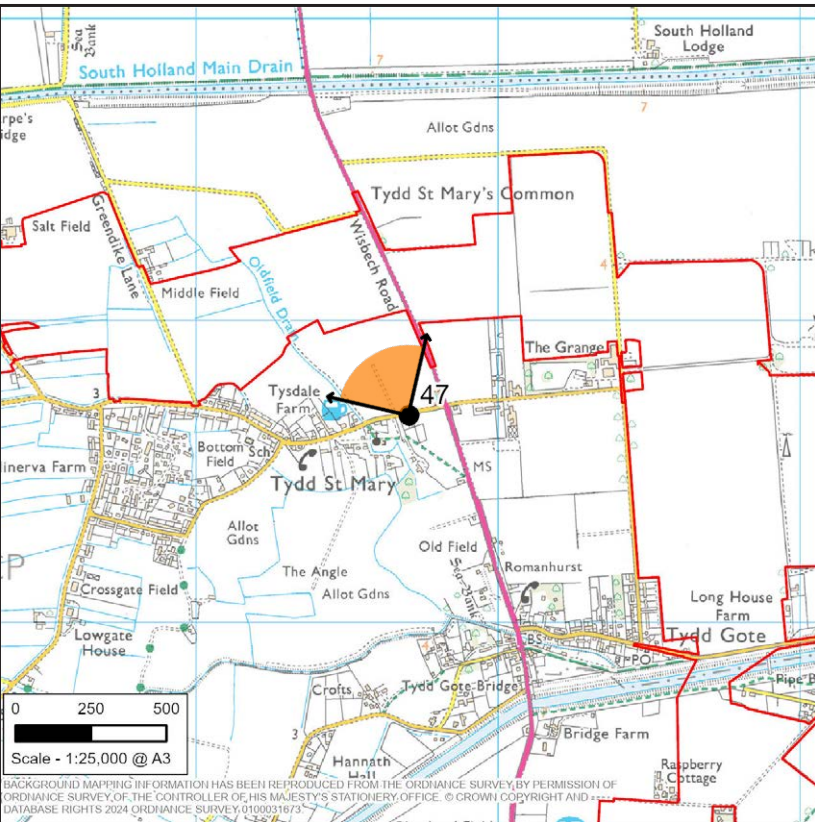 Sea
Bank
South Holland Main Drain
7
South Holland
Lodge
7
Allot Gdns
Tydd St Mary's Common
Salt Field
Greendike Lane
Middle Field
Oldfield Drain
Wisbech Road
4
The Grange
47
Tysdale
Farm
3
Bottom
Field
Sch
inerva Farm
MS
Tydd St Mary
Allot
Gdns
Old Field
The Angle
Allot Gdns
Romanhurst
Sea Bank
Crossgate Field
Long House
Farm
Lowgate
House
BS
Tydd Gote
PO
4
Crofts
Tydd Gote Bridge
3
Bridge Farm
Hannath
Hall
Raspberry
Cottage
0 250 500
Scale - 1:25,000 @ A3
BACKGROUND MAPPING INFORMATION HAS BEEN REPRODUCED FROM THE ORDNANCE SURVEY BY PERMISSION OF
ORDNANCE SURVEY OF THE CONTROLLER OF HIS MAJESTY'S STATIONERY OFFICE. © CROWN COPYRIGHT AND
DATABASE RIGHTS 2024 ORDNANCE SURVEY 0100031673